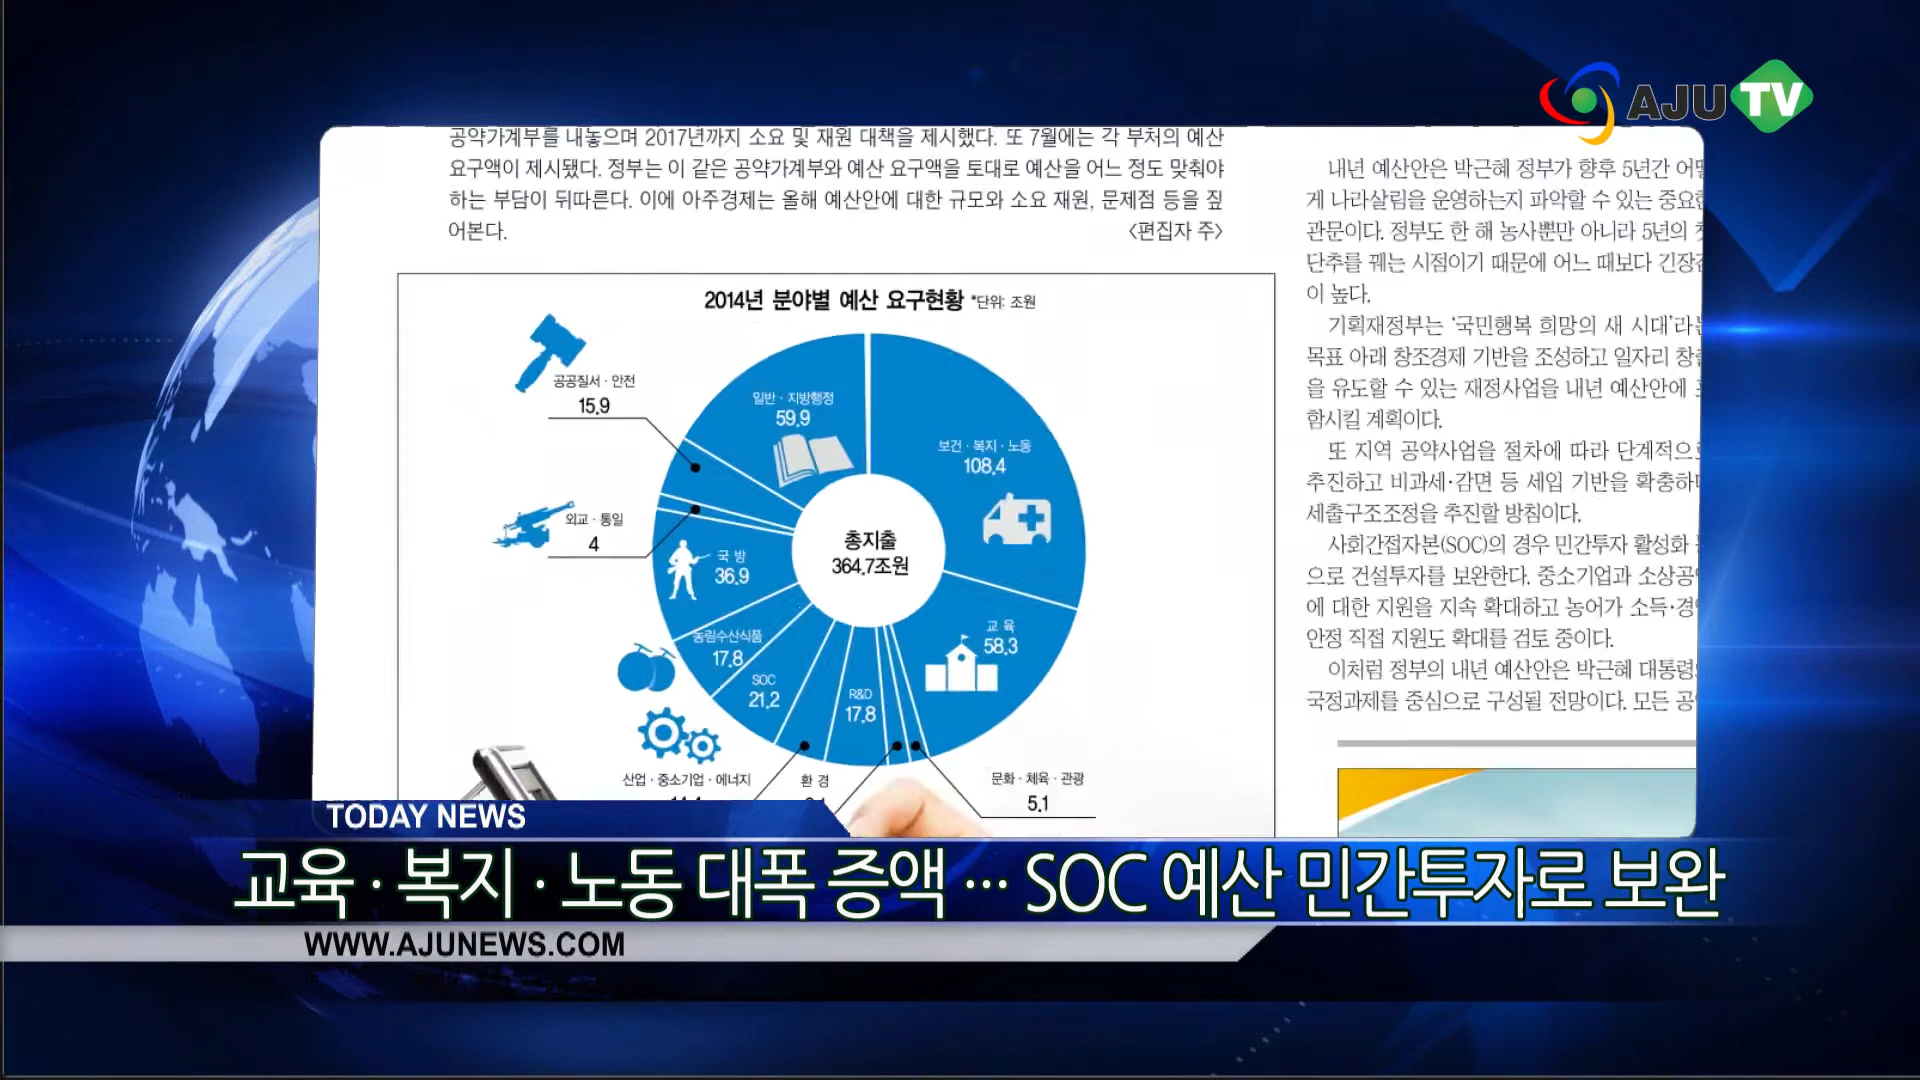 AJU TV
공약가계부를 내놓으며 2017년까지 소요 및 재원 대책을 제시했다. 또 7월에는 각 부처의 예산
요구액이 제시됐다. 정부는 이 같은 공약가계부와 예산 요구액을 토대로 예산을 어느 정도 맞춰야
하는 부담이 뒤따른다. 이에 아주경제는 올해 예산안에 대한 규모와 소요 재원, 문제점 등을 짚
어본다.
〈편집자 주〉
2014년 분야별 예산 요구현황 *단위: 조원
공공질서 · 안전
15.9
일반 · 지방행정
59.9
보건 · 복지 · 노동
108.4
외교 · 통일
4
총지출
364.7조원
국 방
36.9
교 육
58.3
농림수산식품
17.8
SOC
21.2
R&D
17.8
산업 · 중소기업 · 에너지
환 경
문화 · 체육 · 관광
5.1
내년 예산안은 박근혜 정부가 향후 5년간
게 나라살림을 운영하는지 파악할 수 있는
관문이다. 정부도 한 해 농사뿐만 아니라 5년의
단추를 꿰는 시점이기 때문에 어느 때보다
이 높다.
기획재정부는 ‘국민행복 희망의 새 시대’
목표 아래 창조경제 기반을 조성하고 일자리
을 유도할 수 있는 재정사업을 내년 예산안에
함시킬 계획이다.
또 지역 공약사업을 절차에 따라
추진하고 비과세·감면 등 세입 기반을
세출구조조정을 추진할 방침이다.
사회간접자본(SOC)의 경우 민간투자 활성화
으로 건설투자를 보완한다. 중소기업과
에 대한 지원을 지속 확대하고 농어가
안정 직접 지원도 확대를 검토 중이다.
이처럼 정부의 내년 예산안은 박근혜
국정과제를 중심으로 구성될 전망이다. 모든
TODAY NEWS
교육 · 복지 · 노동 대폭 증액 … SOC 예산 민간투자로 보완
WWW.AJUNEWS.COM